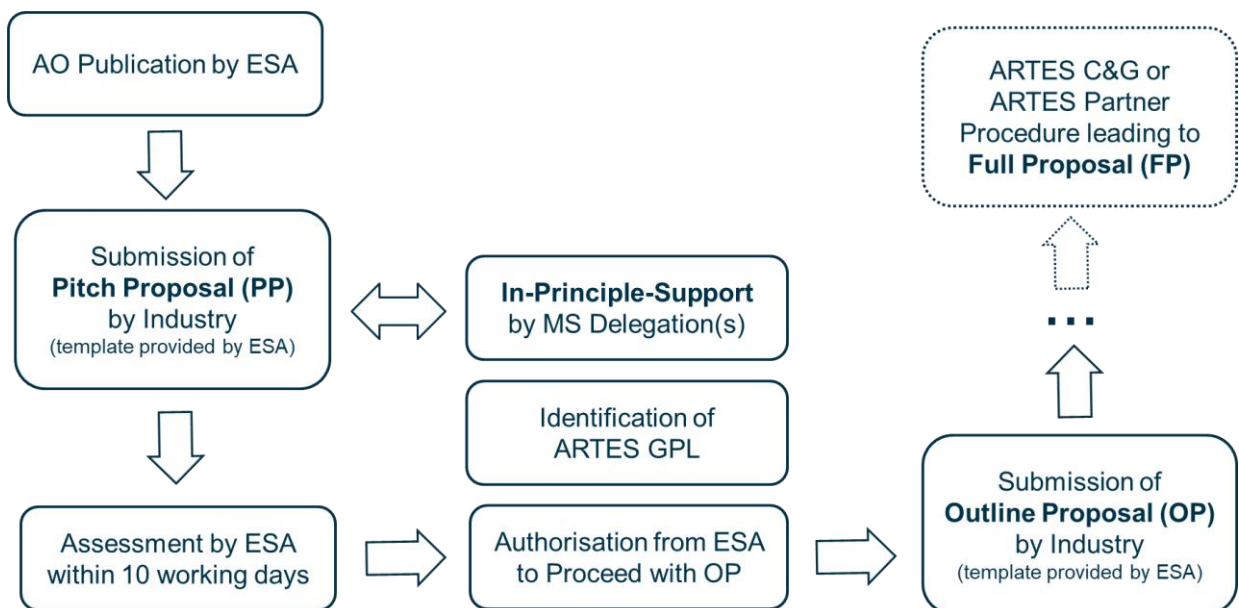 AO Publication by ESA
Submission of
Pitch Proposal (PP)
by Industry
(template provided by ESA)
Assessment by ESA
within 10 working days
In-Principle-Support
by MS Delegation(s)
Identification of
ARTES GPL
Authorisation from ESA
to Proceed with OP
Submission of
Outline Proposal (OP)
by Industry
(template provided by ESA)
...
ARTES C&G or
ARTES Partner
Procedure leading to
Full Proposal (FP)